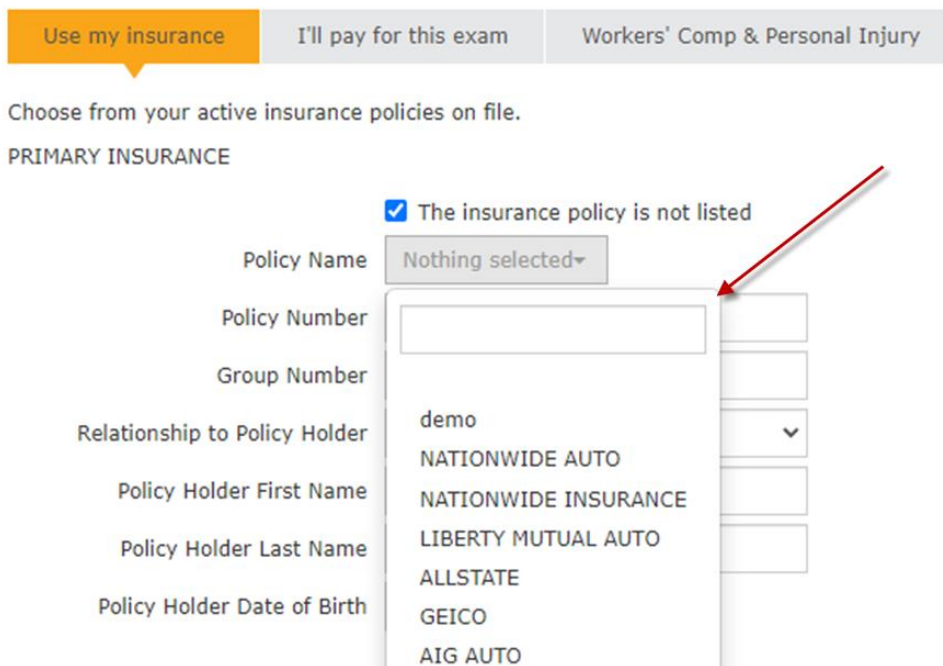 Use my insurance I'll pay for this exam Workers' Comp & Personal Injury
Choose from your active insurance policies on file.
PRIMARY INSURANCE
The insurance policy is not listed
Policy Name Nothing selected
Policy Number
Group Number
Relationship to Policy Holder
Policy Holder First Name
Policy Holder Last Name
Policy Holder Date of Birth
demo
NATIONWIDE AUTO
NATIONWIDE INSURANCE
LIBERTY MUTUAL AUTO
ALLSTATE
GEICO
AIG AUTO